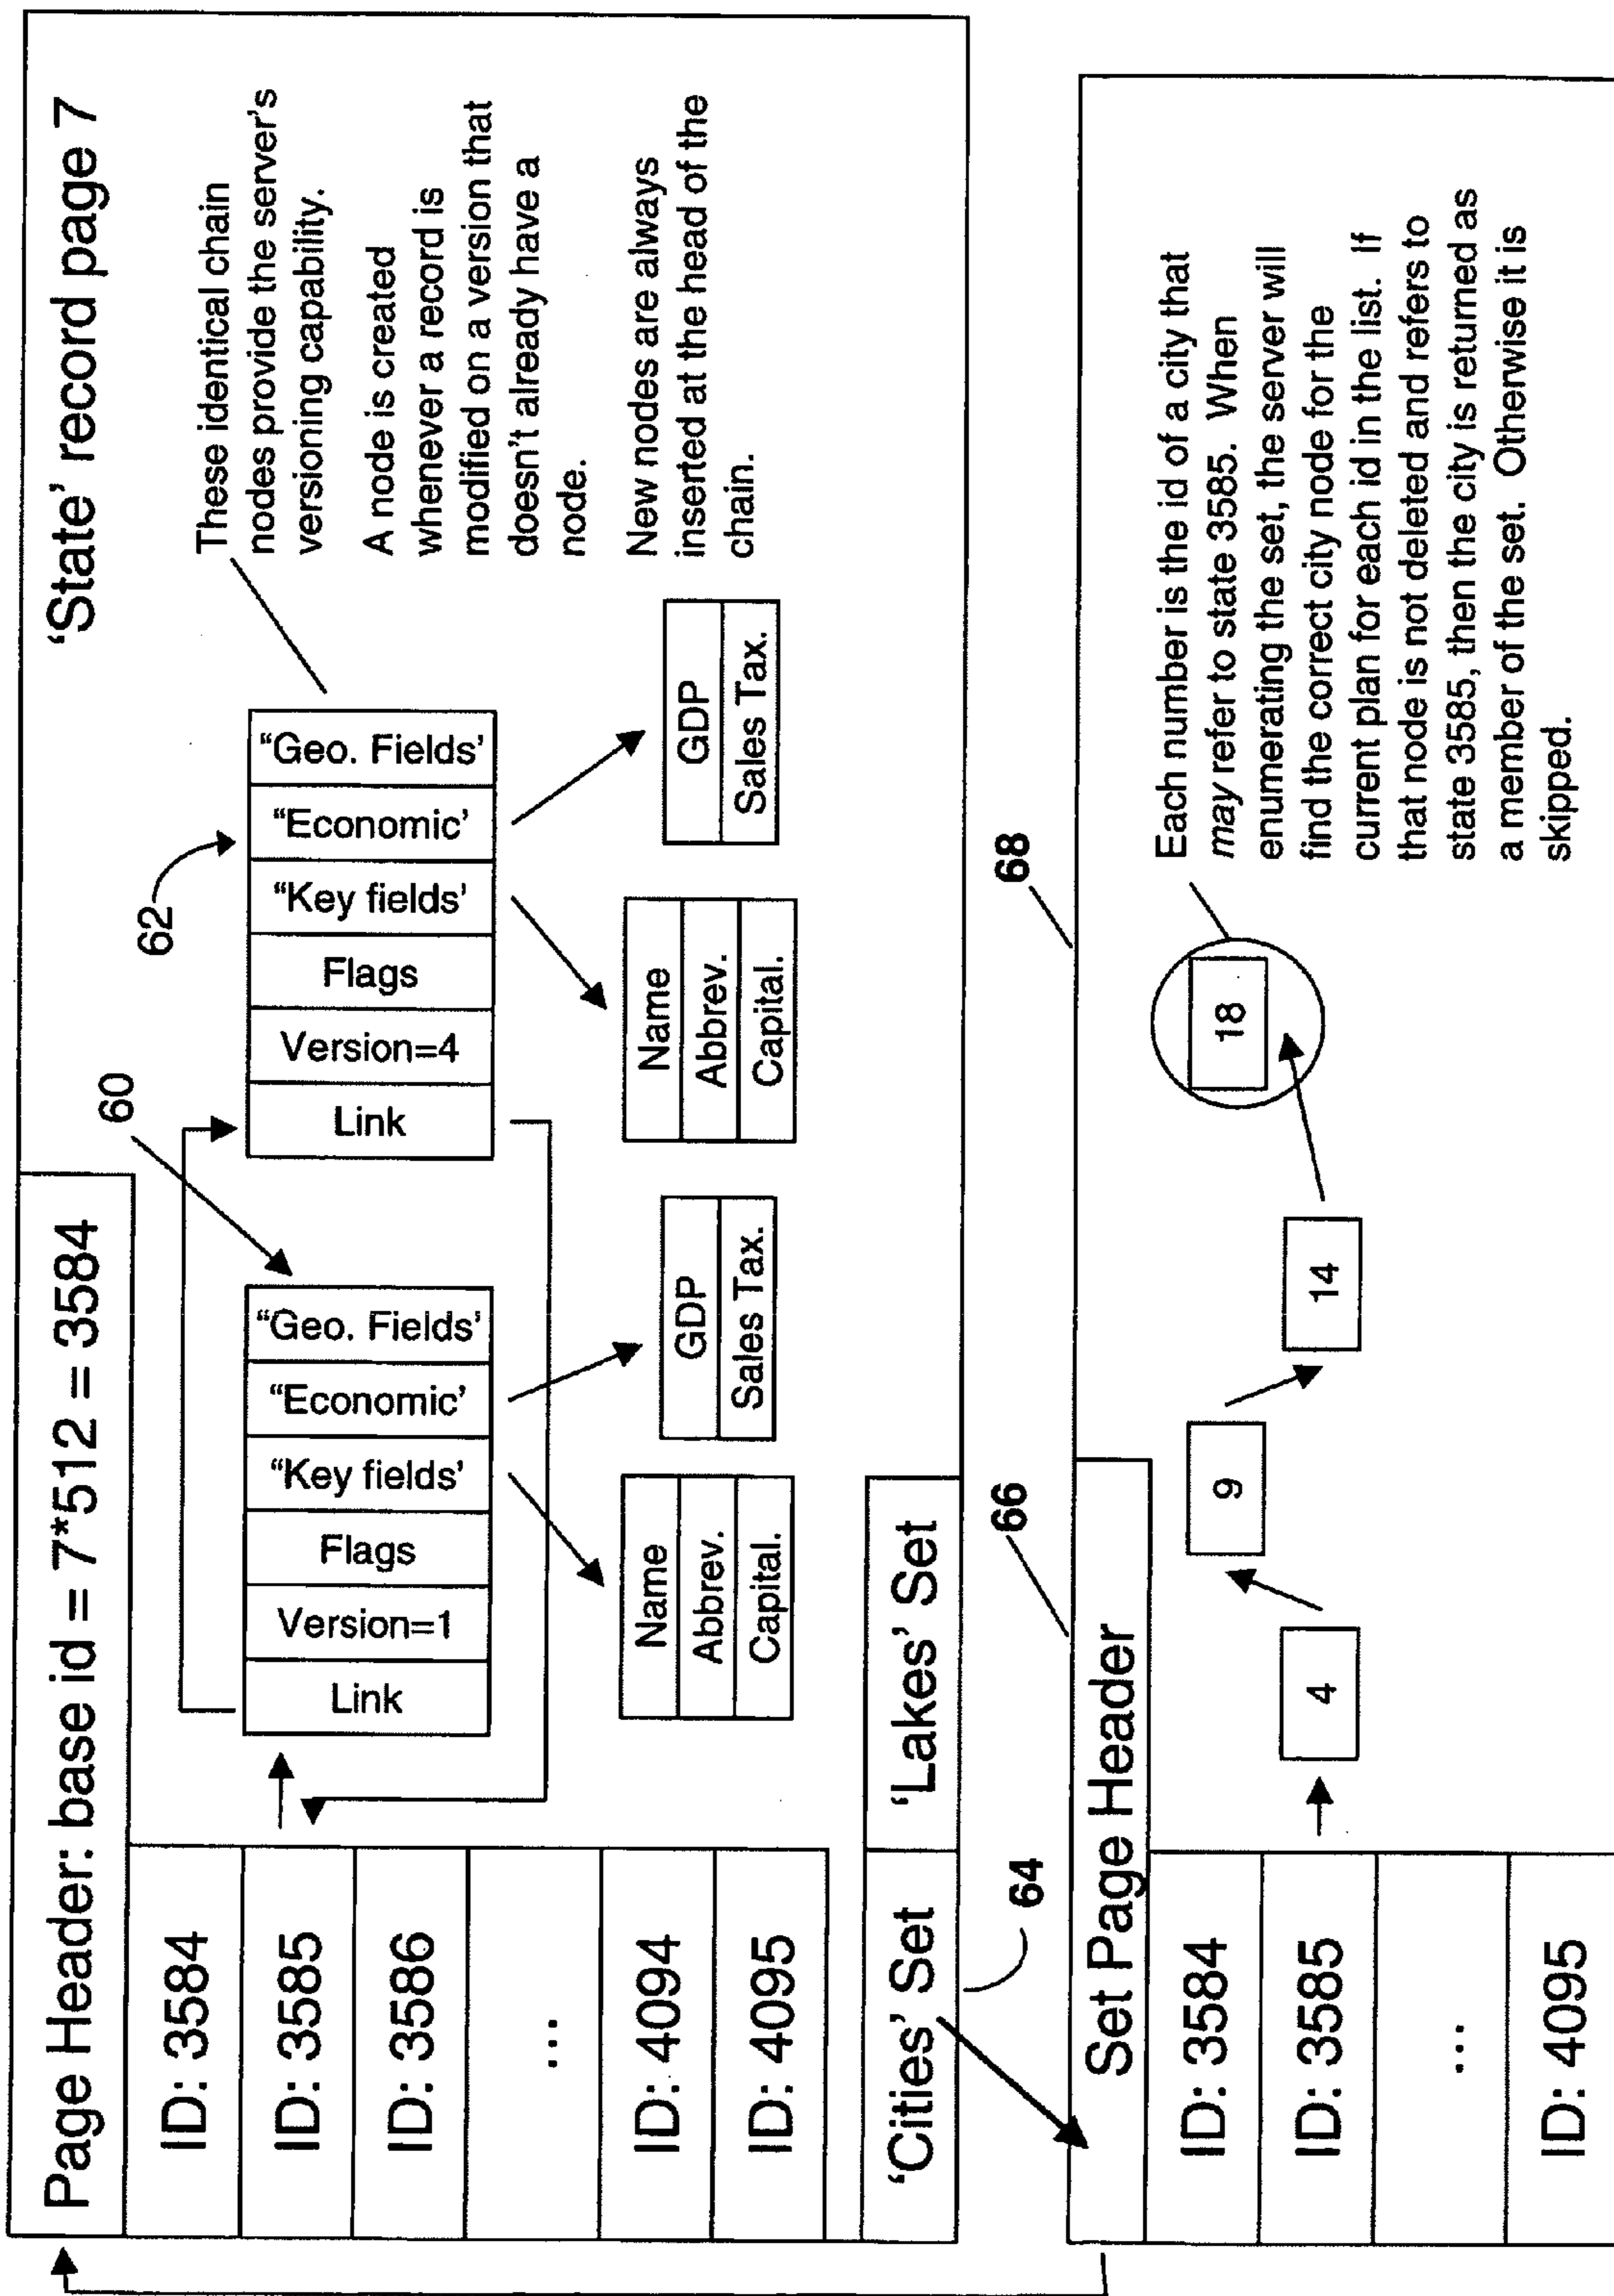 'State' record page 7
Page Header: base id = 7*512 = 3584
ID: 3584
ID: 3585
ID: 3586
...
ID: 4094
ID: 4095
60
Link
Version=1
Flags
"Key fields'
"Economic'
"Geo. Fields'
Name
Abbrev.
Capital.
GDP
Sales Tax.
62
Link
Version=4
Flags
"Key fields'
"Economic'
"Geo. Fields'
Name
Abbrev.
Capital.
GDP
Sales Tax.
These identical chain
nodes provide the server's
versioning capability.
A node is created
whenever a record is
modified on a version that
doesn't already have a
node.
New nodes are always
inserted at the head of the
chain.
'Cities' Set
'Lakes' Set
64
66
68
Set Page Header
ID: 3584
ID: 3585
...
ID: 4095
4
9
14
18
Each number is the id of a city that
may refer to state 3585. When
enumerating the set, the server will
find the correct city node for the
current plan for each id in the list. If
that node is not deleted and refers to
state 3585, then the city is returned as
a member of the set. Otherwise it is
skipped.